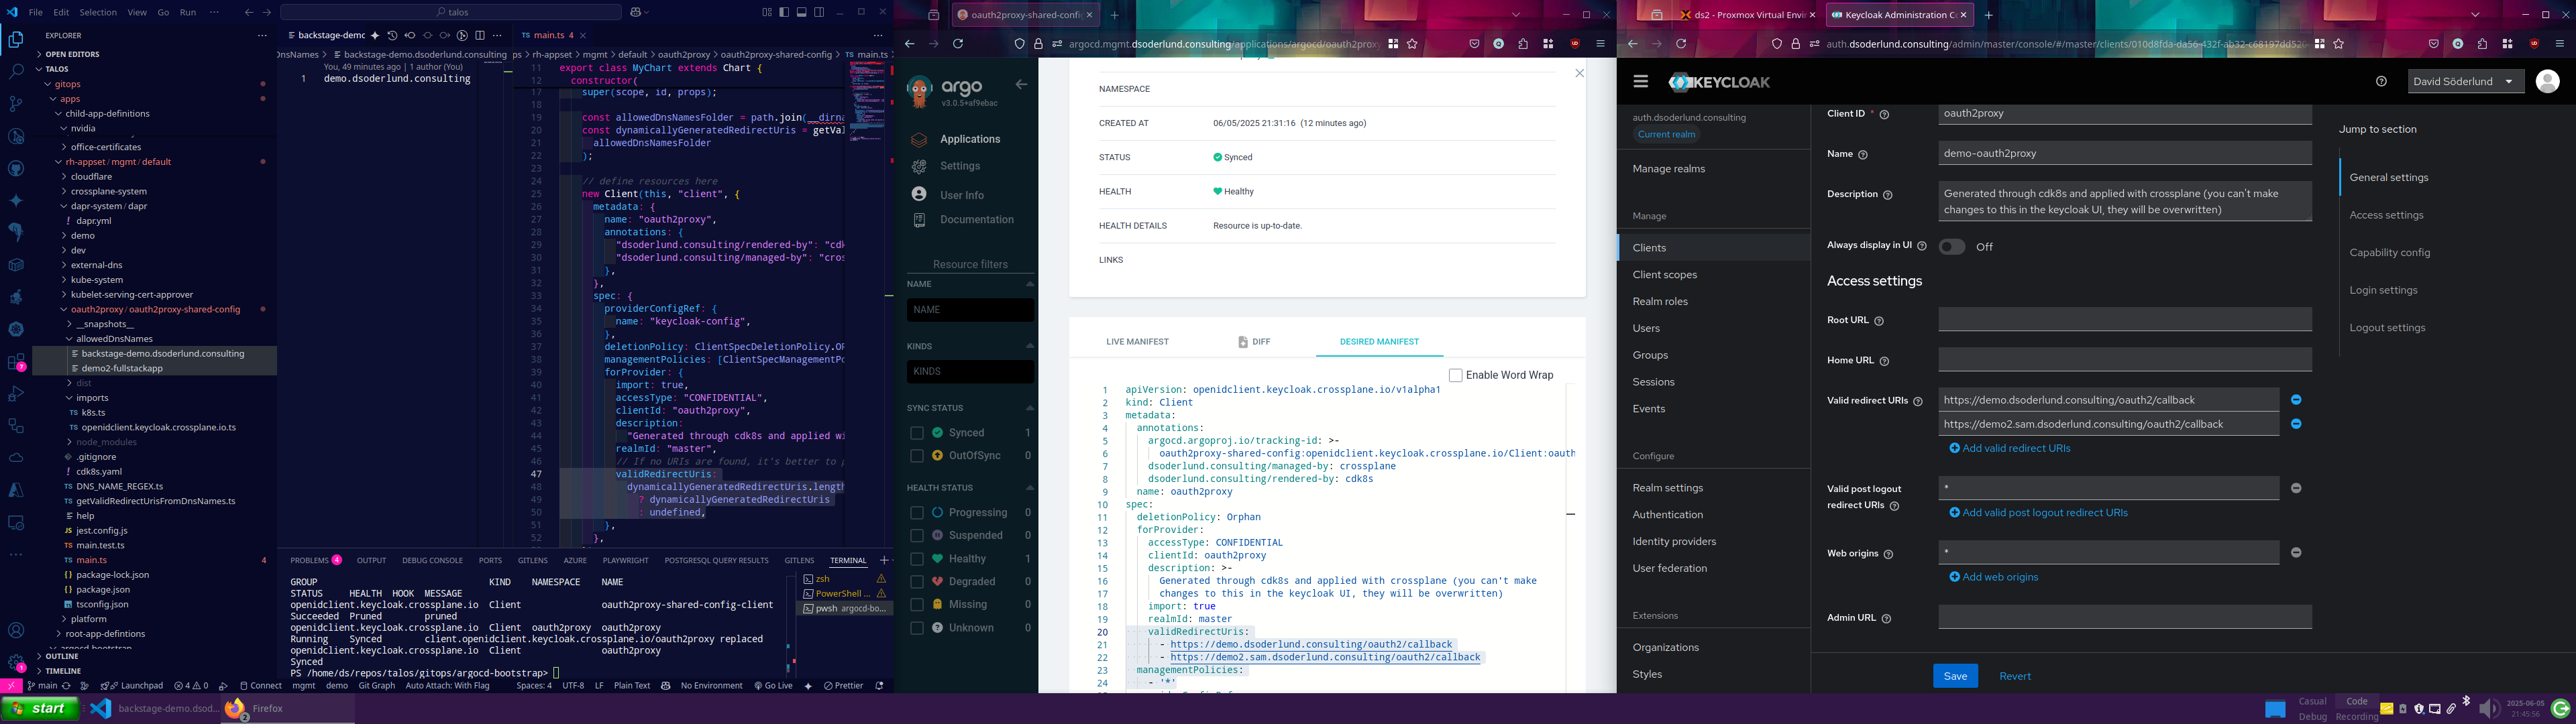 File Edit Selection View Go Run ···
talos
EXPLORER ···
OPEN EDITORS
TALOS
gitops
apps
child-app-definitions
nvidia
office-certificates
rh-appset / mgmt / default
cloudflare
crossplane-system
dapr-system / dapr
dapr.yml
demo
dev
external-dns
kube-system
kubelet-serving-cert-approver
oauth2proxy / oauth2proxy-shared-config
__snapshots__
allowedDnsNames
backstage-demo.dsoderlund.consulting
demo2-fullstackapp
dist
imports
k8s.ts
openidclient.keycloak.crossplane.io.ts
node_modules
.gitignore
cdk8s.yaml
DNS_NAME_REGEX.ts
getValidRedirectUrisFromDnsNames.ts
help
jest.config.js
main.test.ts
main.ts 4
package-lock.json
package.json
tsconfig.json
platform
root-app-defintions
argocd-bootstrap
OUTLINE
TIMELINE
backstage-demo
DnsNames > backstage-demo.dsoderlund.consulting
You, 49 minutes ago | 1 author (You)
1 demo.dsoderlund.consulting
main.ts 4
ps > rh-appset > mgmt > default > oauth2proxy > oauth2proxy-shared-config > main.ts
11 export class MyChart extends Chart {
12 constructor(
17 super(scope, id, props);
18
19 const allowedDnsNamesFolder = path.join(__dirna
20 const dynamicallyGeneratedRedirectUris = getVal
21 allowedDnsNamesFolder
22 );
23
24 // define resources here
25 new Client(this, "client", {
26 metadata: {
27 name: "oauth2proxy",
28 annotations: {
29 "dsoderlund.consulting/rendered-by": "cdk
30 "dsoderlund.consulting/managed-by": "cros
31 },
32 },
33 spec: {
34 providerConfigRef: {
35 name: "keycloak-config",
36 },
37 deletionPolicy: ClientSpecDeletionPolicy.OR
38 managementPolicies: [ClientSpecManagementPo
39 forProvider: {
40 import: true,
41 accessType: "CONFIDENTIAL",
42 clientId: "oauth2proxy",
43 description:
44 "Generated through cdk8s and applied wi
45 realmId: "master",
46 // If no URIs are found, it's better to p
47 validRedirectUris:
48 dynamicallyGeneratedRedirectUris.length
49 ? dynamicallyGeneratedRedirectUris
50 : undefined,
51 },
52 },
PROBLEMS 4 OUTPUT DEBUG CONSOLE PORTS GITLENS AZURE PLAYWRIGHT POSTGRESQL QUERY RESULTS GITLENS TERMINAL
GROUP KIND NAMESPACE NAME
STATUS HEALTH HOOK MESSAGE
openidclient.keycloak.crossplane.io Client oauth2proxy-shared-config-client
Succeeded Pruned pruned
openidclient.keycloak.crossplane.io Client oauth2proxy oauth2proxy
Running Synced client.openidclient.keycloak.crossplane.io/oauth2proxy replaced
openidclient.keycloak.crossplane.io Client oauth2proxy
Synced
PS /home/ds/repos/talos/gitops/argocd-bootstrap>
zsh
PowerShell ...
pwsh argocd-bo...
main Launchpad 4 0 Connect mgmt demo Git Graph Auto Attach: With Flag Spaces: 4 UTF-8 LF Plain Text No Environment Go Live Prettier
oauth2proxy-shared-config
argocd.mgmt.dsoderlund.consulting/applications/argocd/oauth2proxy
argo
v3.0.5+af9ebac
Applications
Settings
User Info
Documentation
Resource filters
NAME
NAME
KINDS
KINDS
SYNC STATUS
Synced 1
OutOfSync 0
HEALTH STATUS
Progressing 0
Suspended 0
Healthy 1
Degraded 0
Missing 0
Unknown 0
NAMESPACE
CREATED AT 06/05/2025 21:31:16 (12 minutes ago)
STATUS Synced
HEALTH Healthy
HEALTH DETAILS Resource is up-to-date.
LINKS
LIVE MANIFEST DIFF DESIRED MANIFEST
Enable Word Wrap
1 apiVersion: openidclient.keycloak.crossplane.io/v1alpha1
2 kind: Client
3 metadata:
4 annotations:
5 argocd.argoproj.io/tracking-id: >-
6 oauth2proxy-shared-config:openidclient.keycloak.crossplane.io/Client:oauth
7 dsoderlund.consulting/managed-by: crossplane
8 dsoderlund.consulting/rendered-by: cdk8s
9 name: oauth2proxy
10 spec:
11 deletionPolicy: Orphan
12 forProvider:
13 accessType: CONFIDENTIAL
14 clientId: oauth2proxy
15 description: >-
16 Generated through cdk8s and applied with crossplane (you can't make
17 changes to this in the keycloak UI, they will be overwritten)
18 import: true
19 realmId: master
20 validRedirectUris:
21 - https://demo.dsoderlund.consulting/oauth2/callback
22 - https://demo2.sam.dsoderlund.consulting/oauth2/callback
23 managementPolicies:
24 - '*'
ds2 - Proxmox Virtual Envir
Keycloak Administration C
auth.dsoderlund.consulting/admin/master/console/#/master/clients/010d8fda-da56-432f-ab32-c68197dd520
KEYCLOAK
David Söderlund
auth.dsoderlund.consulting
Current realm
Manage realms
Manage
Clients
Client scopes
Realm roles
Users
Groups
Sessions
Events
Configure
Realm settings
Authentication
Identity providers
User federation
Extensions
Organizations
Styles
Client ID * oauth2proxy
Name demo-oauth2proxy
Description Generated through cdk8s and applied with crossplane (you can't make
changes to this in the keycloak UI, they will be overwritten)
Always display in UI Off
Access settings
Root URL
Home URL
Valid redirect URIs https://demo.dsoderlund.consulting/oauth2/callback
https://demo2.sam.dsoderlund.consulting/oauth2/callback
Add valid redirect URIs
Valid post logout redirect URIs *
Add valid post logout redirect URIs
Web origins *
Add web origins
Admin URL
Save Revert
Jump to section
General settings
Access settings
Capability config
Login settings
Logout settings
start
backstage-demo.dsod...
2 Firefox
Casual Code
Debug Recording
2025-06-05
21:45:56